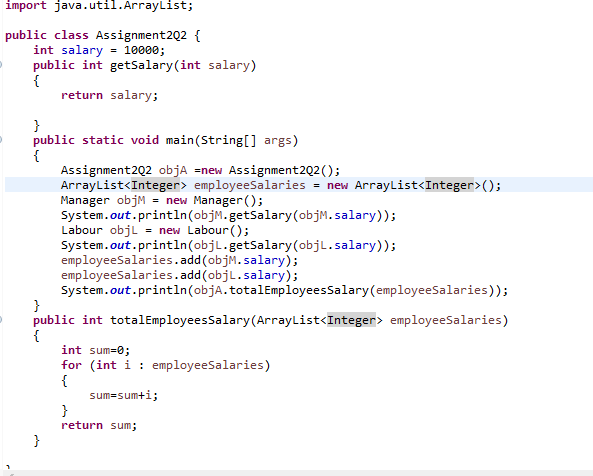 import java.util.ArrayList;
public class Assignment2Q2 {
int salary = 10000;
public int getSalary(int salary)
{
return salary;
}
public static void main(String[] args)
{
Assignment2Q2 objA =new Assignment2Q2();
ArrayList<Integer> employeeSalaries = new ArrayList<Integer>();
Manager objM = new Manager();
System.out.println(objM.getSalary(objM.salary));
Labour objL = new Labour();
System.out.println(objL.getSalary(objL.salary));
employeeSalaries.add(objM.salary);
employeeSalaries.add(objL.salary);
System.out.println(objA.totalEmployeesSalary(employeeSalaries));
}
public int totalEmployeesSalary(ArrayList<Integer> employeeSalaries)
{
int sum=0;
for (int i : employeeSalaries)
{
sum=sum+i;
}
return sum;
}
}